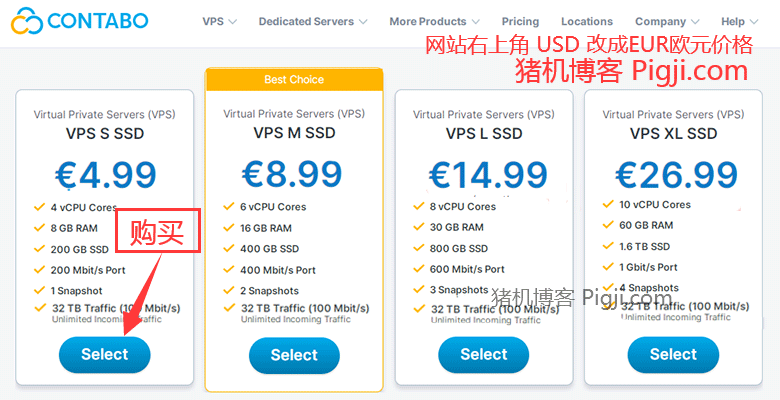 CONTABO
VPS
Dedicated Servers
More Products
Pricing
Locations
Company
Help
网站右上角 USD 改成EUR欧元价格
猪机博客 Pigji.com
Virtual Private Servers (VPS)
VPS S SSD
€4.99
4 vCPU Cores
8 GB RAM
200 GB SSD
200 Mbit/s Port
1 Snapshot
32 TB Traffic (100 Mbit/s)
Unlimited Incoming Traffic
Select
购买
Best Choice
Virtual Private Servers (VPS)
VPS M SSD
€8.99
6 vCPU Cores
16 GB RAM
400 GB SSD
400 Mbit/s Port
2 Snapshots
32 TB Traffic (100 Mbit/s)
Unlimited Incoming Traffic
Select
Virtual Private Servers (VPS)
VPS L SSD
€14.99
8 vCPU Cores
30 GB RAM
800 GB SSD
600 Mbit/s Port
3 Snapshots
32 TB Traffic (100 Mbit/s)
Unlimited Incoming Traffic
Select
Virtual Private Servers (VPS)
VPS XL SSD
€26.99
10 vCPU Cores
60 GB RAM
1.6 TB SSD
1 Gbit/s Port
4 Snapshots
32 TB Traffic (100 Mbit/s)
Unlimited Incoming Traffic
Select
猪机博客 Pigji.com